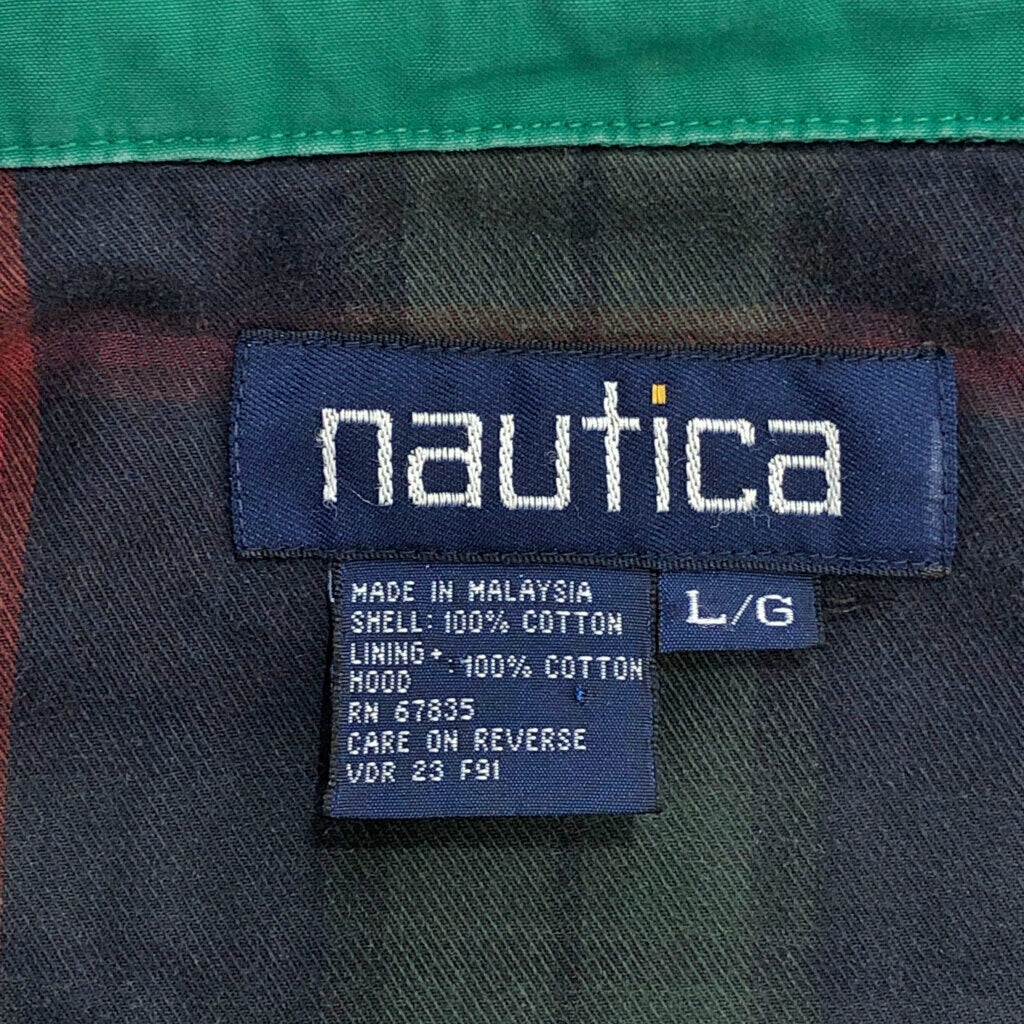 nautica
MADE IN MALAYSIA
SHELL: 100% COTTON
LINING +
HOOD : 100% COTTON
RN 67835
CARE ON REVERSE
VDR 23 F91
L/G